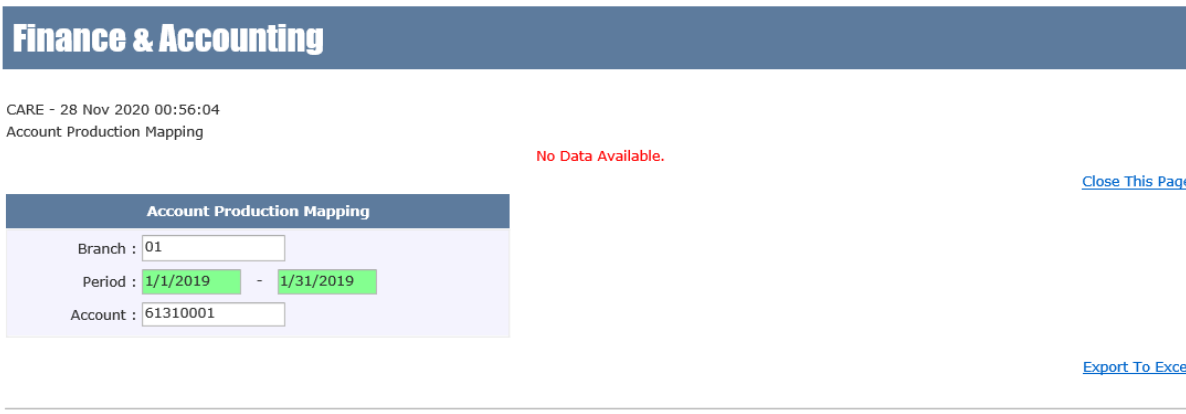 Finance & Accounting
CARE - 28 Nov 2020 00:56:04
Account Production Mapping
No Data Available.
Close This Page
Account Production Mapping
Branch : 01
Period : 1/1/2019 - 1/31/2019
Account : 61310001
Export To Exce